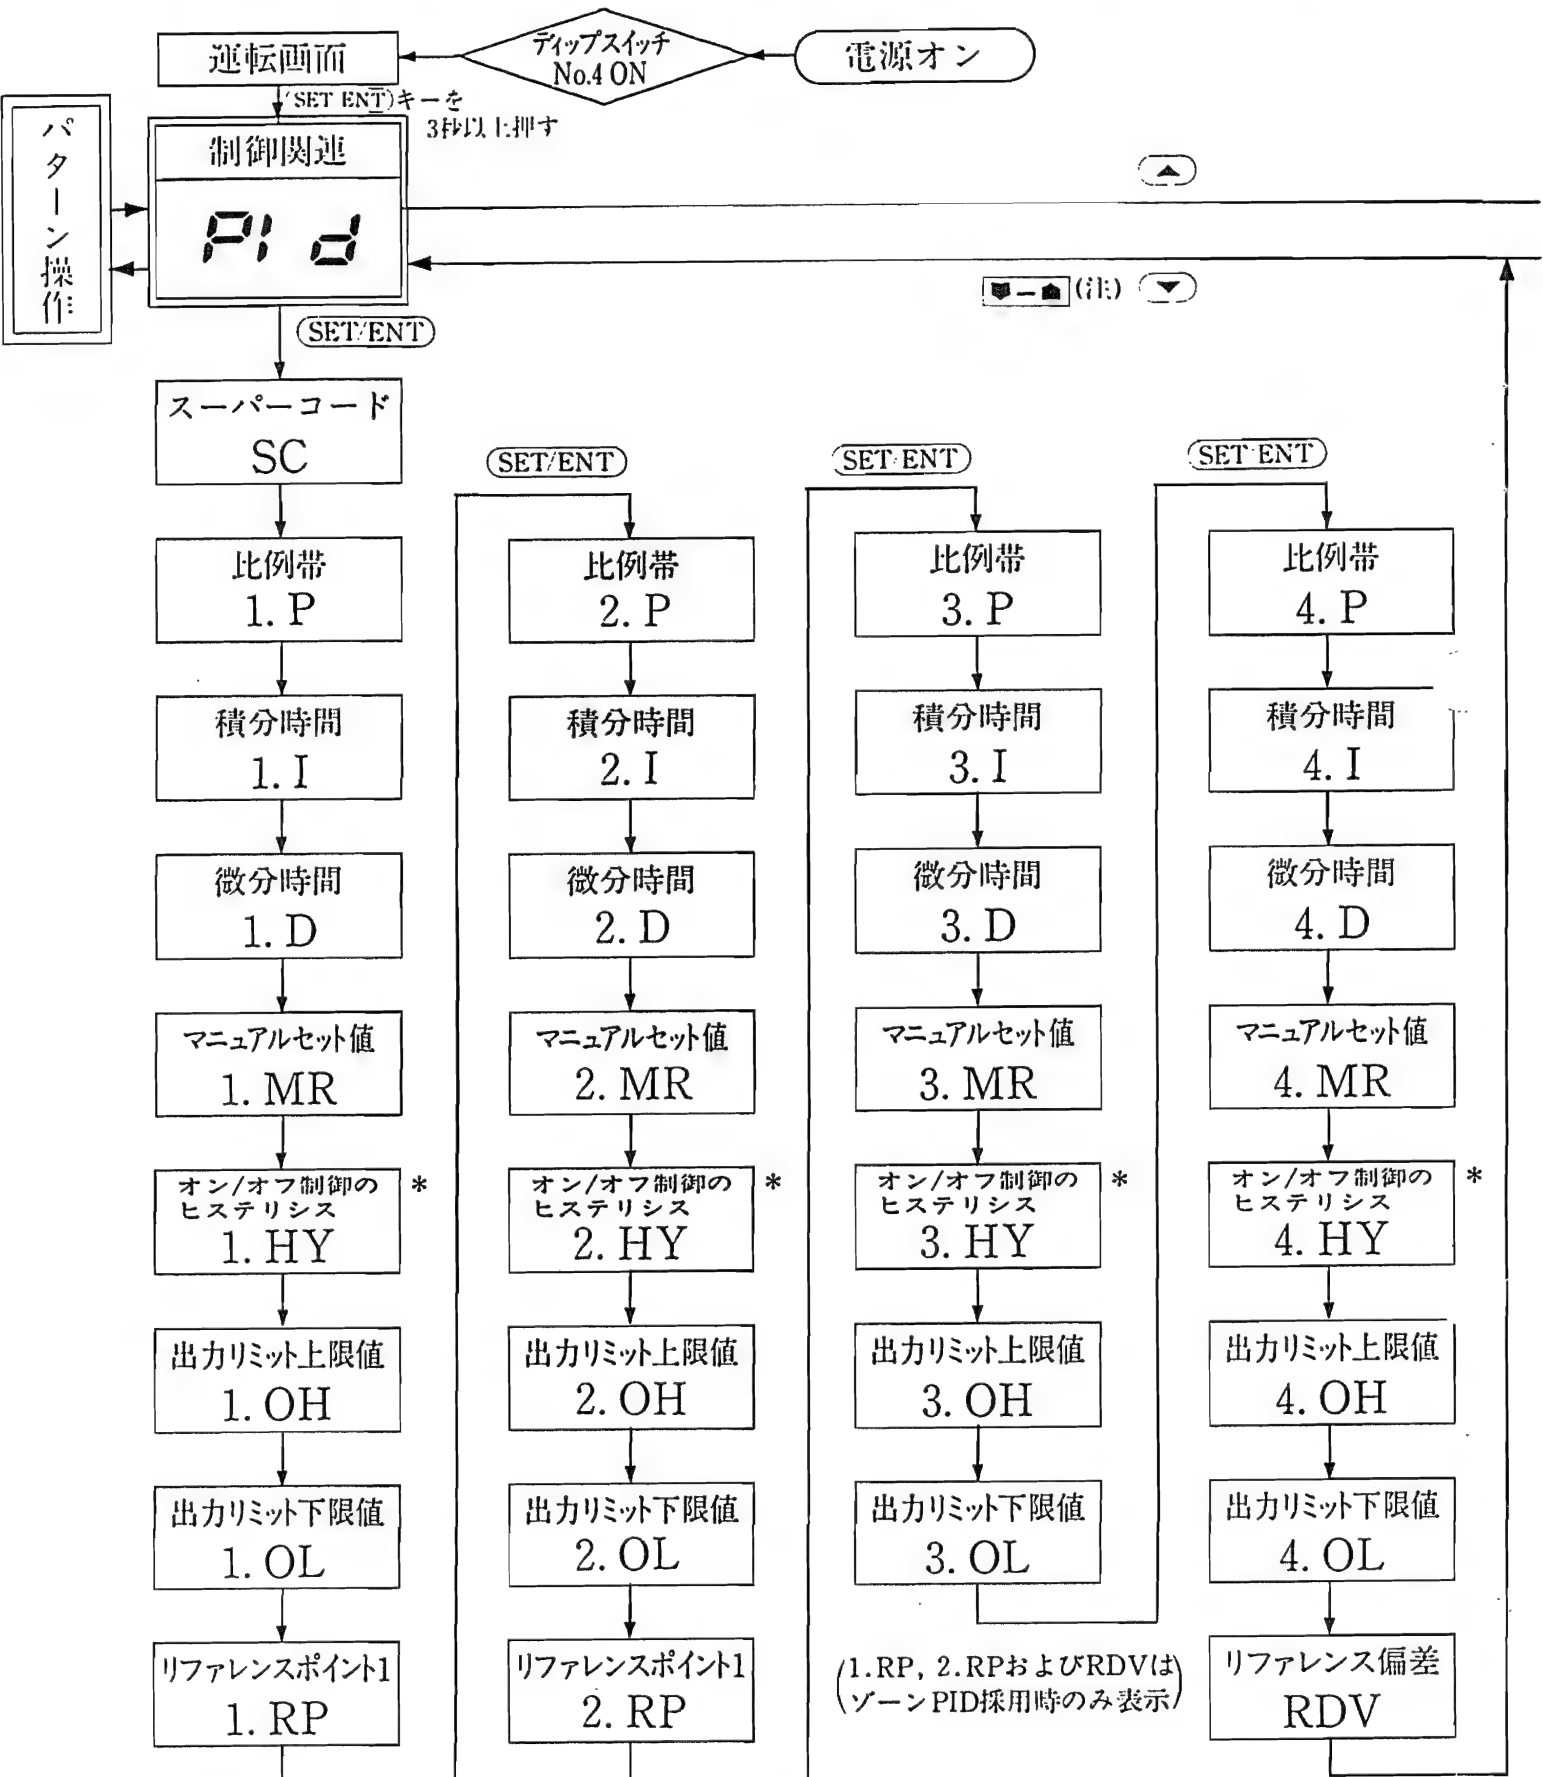 運転画面
ディップスイッチ
No.4 ON
電源オン
(SET ENT)キーを
3秒以上押す
パターン操作
制御関連
PI d
SET/ENT
(注)
スーパーコード
SC
SET/ENT
SET ENT
SET ENT
比例帯
1. P
積分時間
1. I
微分時間
1. D
マニュアルセット値
1. MR
オン/オフ制御の
ヒステリシス
1. HY
*
出力リミット上限値
1. OH
出力リミット下限値
1. OL
リファレンスポイント1
1. RP
比例帯
2. P
積分時間
2. I
微分時間
2. D
マニュアルセット値
2. MR
オン/オフ制御の
ヒステリシス
2. HY
*
出力リミット上限値
2. OH
出力リミット下限値
2. OL
リファレンスポイント1
2. RP
比例帯
3. P
積分時間
3. I
微分時間
3. D
マニュアルセット値
3. MR
オン/オフ制御の
ヒステリシス
3. HY
*
出力リミット上限値
3. OH
出力リミット下限値
3. OL
(1.RP, 2.RPおよびRDVは
ゾーンPID採用時のみ表示)
比例帯
4. P
積分時間
4. I
微分時間
4. D
マニュアルセット値
4. MR
オン/オフ制御の
ヒステリシス
4. HY
*
出力リミット上限値
4. OH
出力リミット下限値
4. OL
リファレンス偏差
RDV